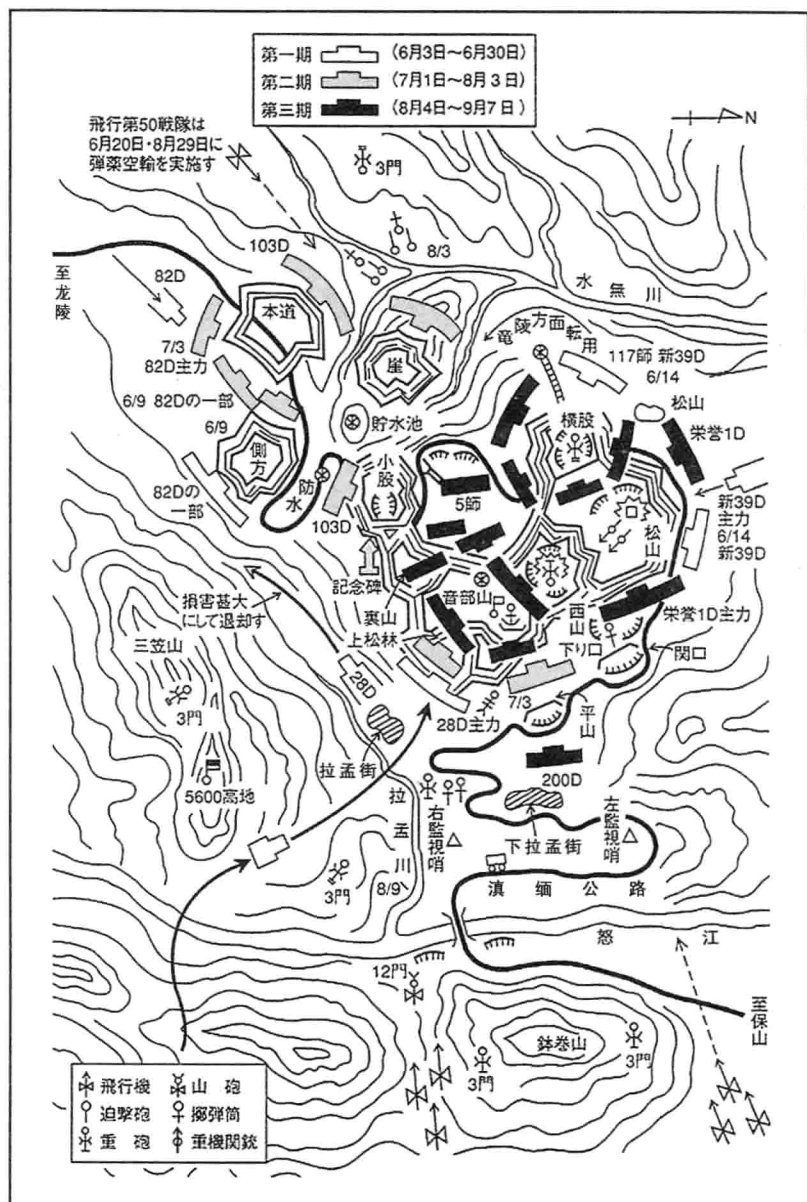 第一期 (6月3日～6月30日)
第二期 (7月1日～8月3日)
第三期 (8月4日～9月7日)
N
飛行第50戦隊は
6月20日・8月29日に
弾薬空輸を実施す
3門
8/3
103D
82D
至龙陵
本道
水無川
7/3
82D主力
崖
竜陵方面転用
117師 新39D
6/14
6/9 82Dの一部
6/9
貯水池
横股
松山
栄誉1D
側方
防水
小股
5師
82Dの
一部
103D
松山
新39D
主力
6/14
新39D
記念碑
音部山
裏山
上松林
西山
下り口
栄誉1D主力
関口
損害甚大
にして退却す
三笠山
28D
7/3
28D主力
平山
3門
拉孟街
200D
5600高地
拉孟川
右監視哨
下拉孟街
左監視哨
3門
8/9
滇缅公路
怒江
12門
至保山
鉢巻山
3門
3門
飛行機 山砲
迫撃砲 擲弾筒
重砲 重機関銃